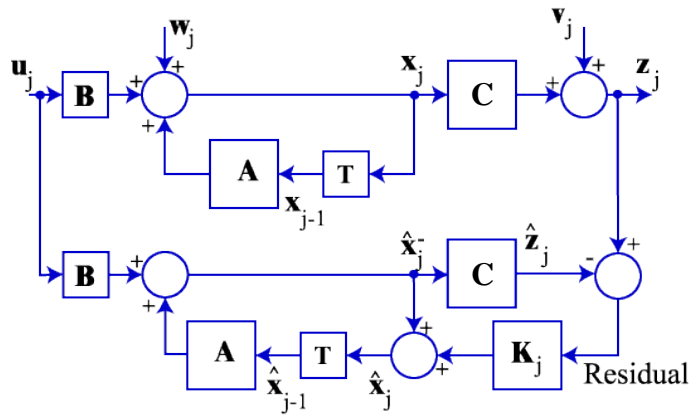 w_j
v_j
u_j
B
+
+
+
x_j
C
+
+
z_j
A
T
x_{j-1}
B
+
+
x̂_j^-
C
ẑ_j
-
+
A
T
+
+
K_j
x̂_{j-1}
x̂_j
Residual